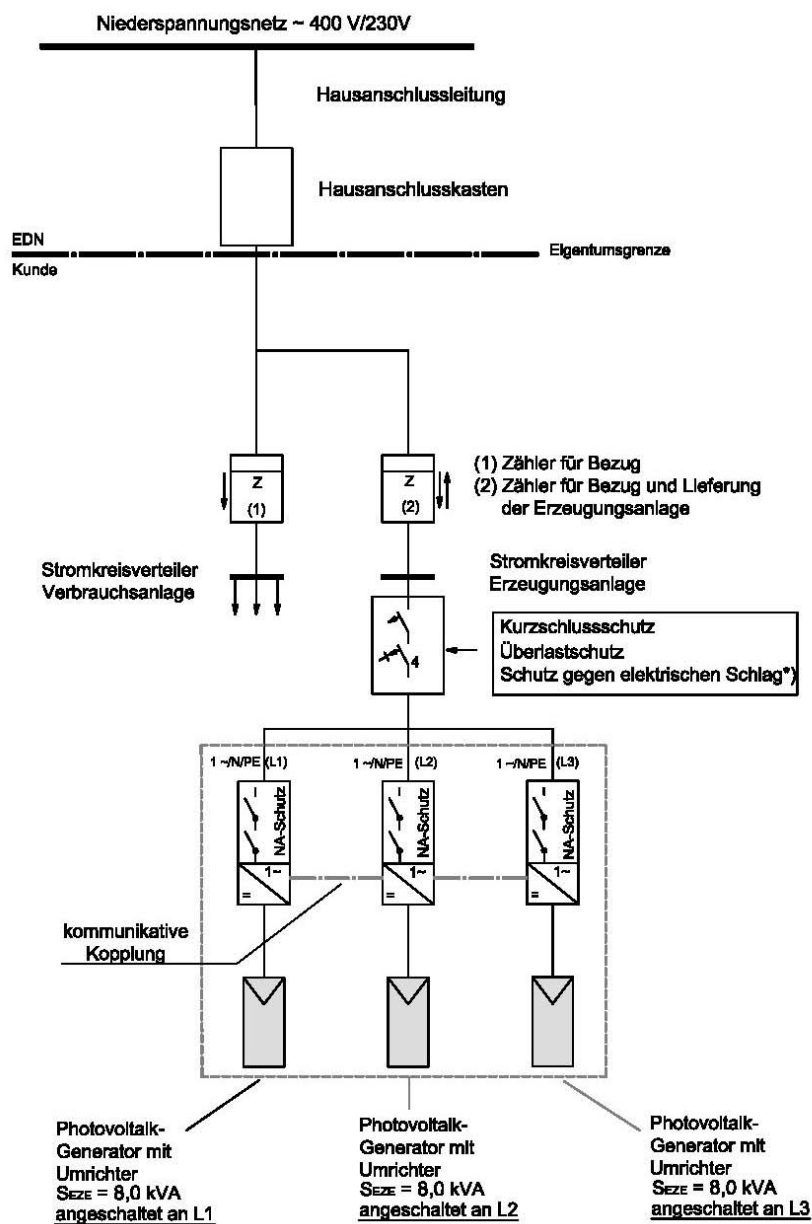 Niederspannungsnetz ~ 400 V/230V
Hausanschlussleitung
Hausanschlusskasten
EDN
Eigentumsgrenze
Kunde
Z
(1)
Z
(2)
(1) Zähler für Bezug
(2) Zähler für Bezug und Lieferung
der Erzeugungsanlage
Stromkreisverteiler
Verbrauchsanlage
Stromkreisverteiler
Erzeugungsanlage
4
Kurzschlussschutz
Überlastschutz
Schutz gegen elektrischen Schlag*)
1 ~/N/PE (L1)
1 ~/N/PE (L2)
1 ~/N/PE (L3)
NA-Schutz
NA-Schutz
NA-Schutz
1~
=
1~
=
1~
=
kommunikative
Kopplung
Photovoltaik-
Generator mit
Umrichter
SEZE = 8,0 kVA
angeschaltet an L1
Photovoltaik-
Generator mit
Umrichter
SEZE = 8,0 kVA
angeschaltet an L2
Photovoltaik-
Generator mit
Umrichter
SEZE = 8,0 kVA
angeschaltet an L3